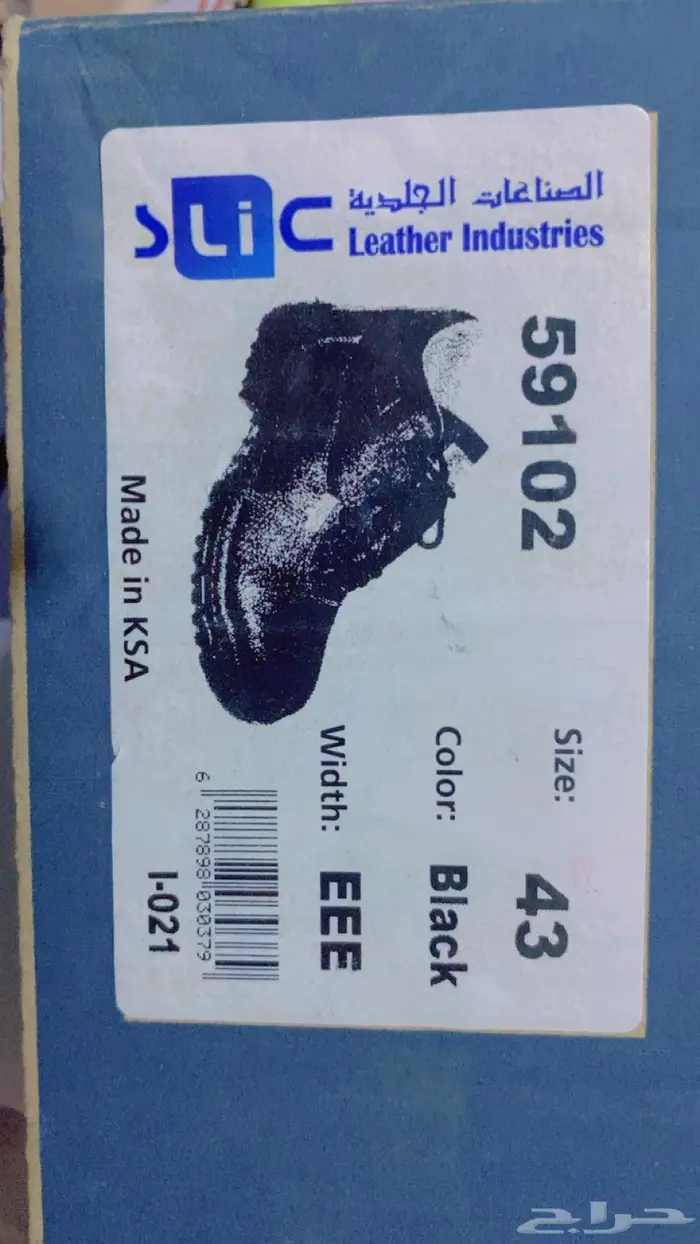 SLiC
الصناعات الجلدية
Leather Industries
59102
Size: 43
Color: Black
Width: EEE
Made in KSA
6 287898 030379
I-021
حراج